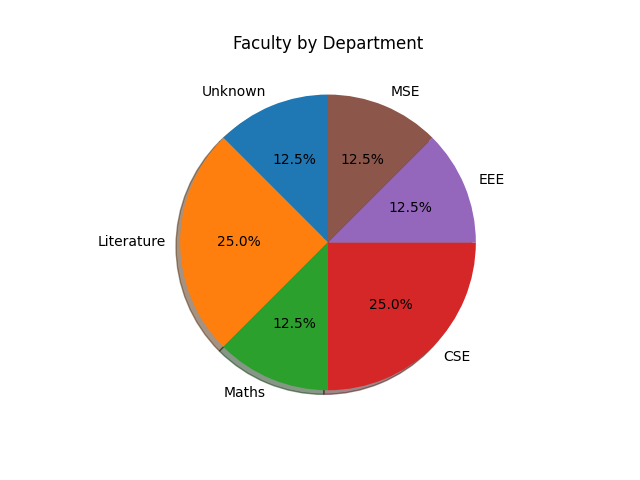 Faculty by Department
Unknown
MSE
12.5%
12.5%
EEE
12.5%
Literature
25.0%
25.0%
12.5%
CSE
Maths